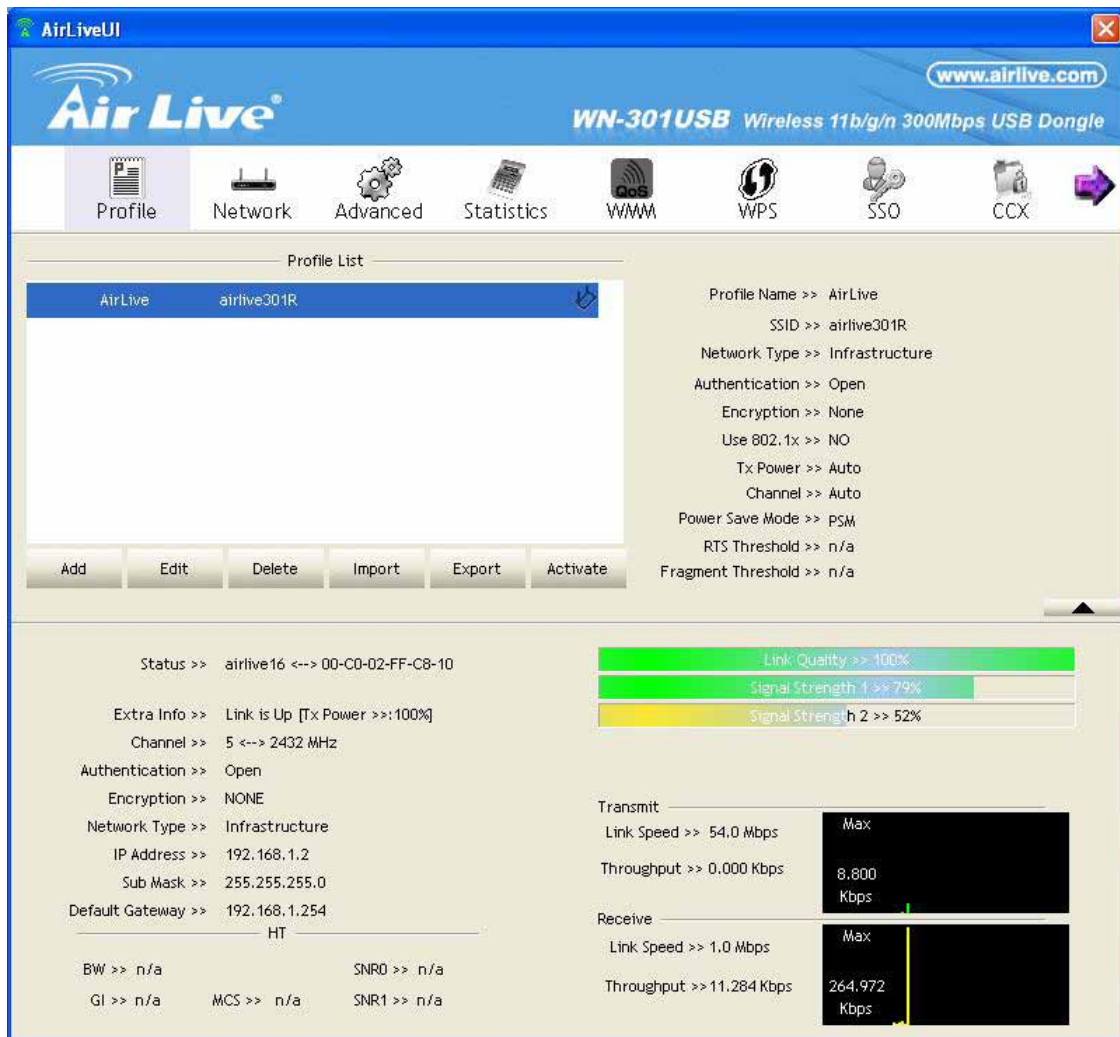 AirLiveUI
www.airlive.com
Air Live®
WN-301USB Wireless 11b/g/n 300Mbps USB Dongle
Profile Network Advanced Statistics QoS WMM WPS SSO CCX
Profile List
AirLive airlive301R
Profile Name >> AirLive
SSID >> airlive301R
Network Type >> Infrastructure
Authentication >> Open
Encryption >> None
Use 802.1x >> NO
Tx Power >> Auto
Channel >> Auto
Power Save Mode >> PSM
RTS Threshold >> n/a
Fragment Threshold >> n/a
Add Edit Delete Import Export Activate
Status >> airlive16 <--> 00-C0-02-FF-C8-10
Extra Info >> Link is Up [Tx Power >>:100%]
Channel >> 5 <--> 2432 MHz
Authentication >> Open
Encryption >> NONE
Network Type >> Infrastructure
IP Address >> 192.168.1.2
Sub Mask >> 255.255.255.0
Default Gateway >> 192.168.1.254
HT
BW >> n/a SNR0 >> n/a
GI >> n/a MCS >> n/a SNR1 >> n/a
Link Quality >> 100%
Signal Strength 1 >> 79%
Signal Strength 2 >> 52%
Transmit
Link Speed >> 54.0 Mbps
Throughput >> 0.000 Kbps
Max
8.800
Kbps
Receive
Link Speed >> 1.0 Mbps
Throughput >> 11.284 Kbps
Max
264.972
Kbps